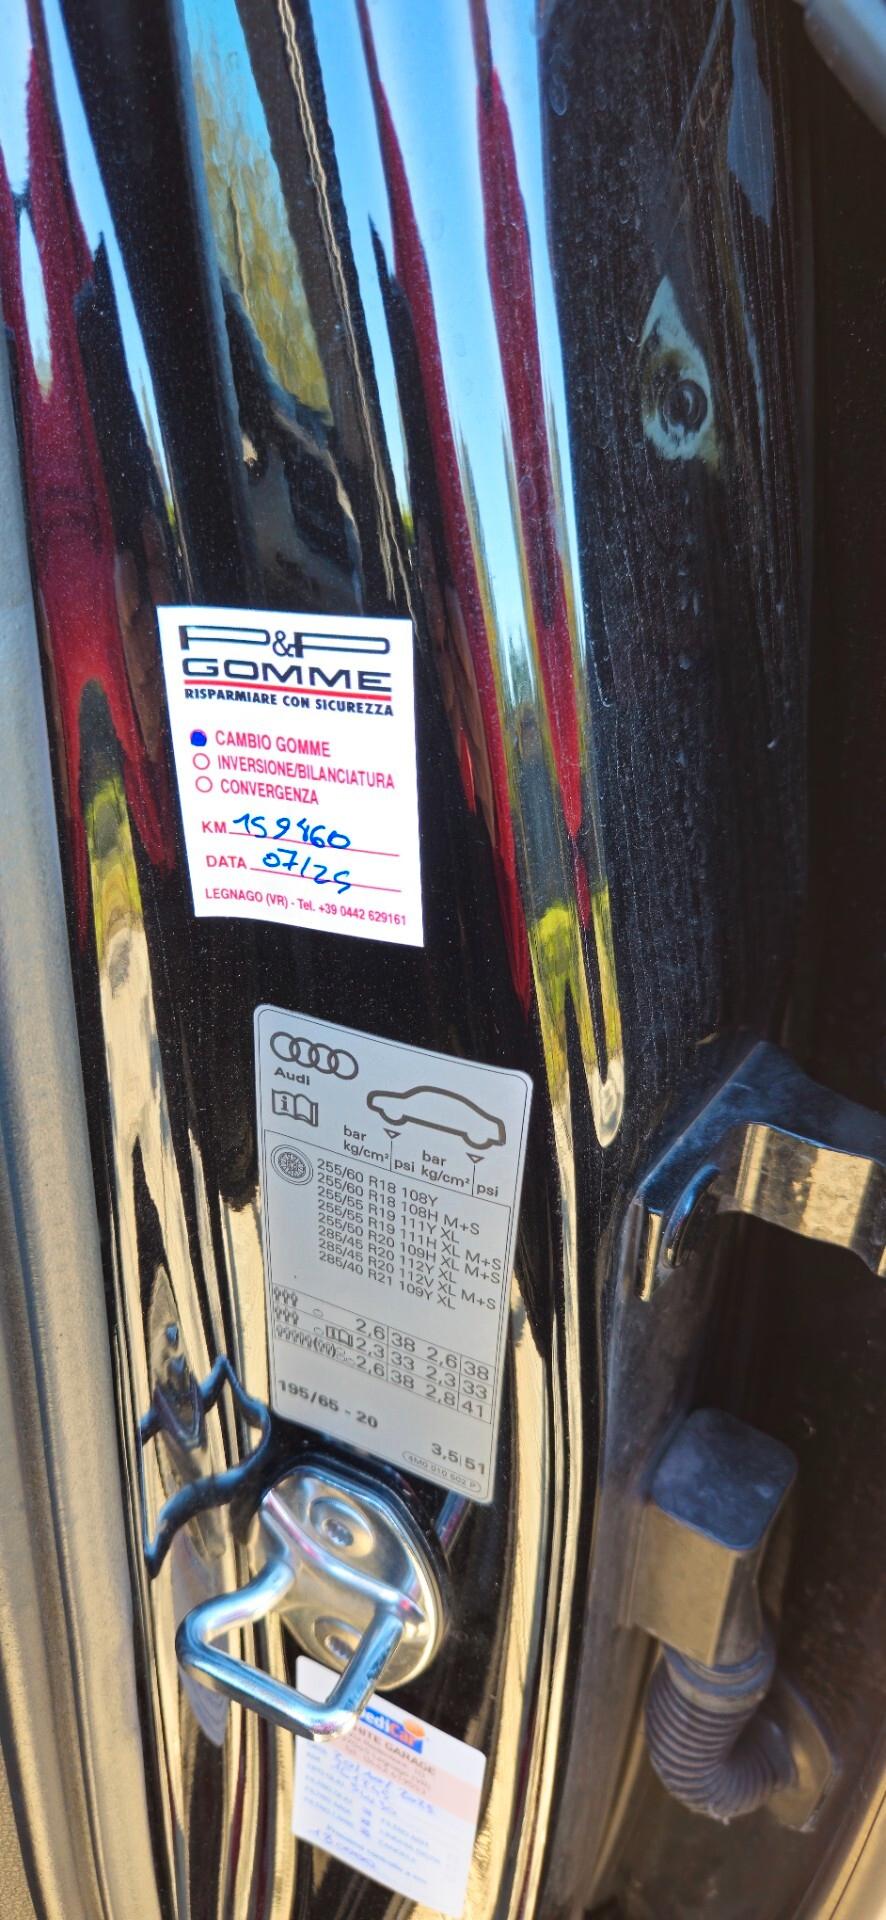 P&P
GOMME
RISPARMIARE CON SICUREZZA
CAMBIO GOMME
INVERSIONE/BILANCIATURA
CONVERGENZA
KM 159460
DATA 07/25
LEGNAGO (VR) - Tel. +39 0442 629161
Audi
bar
kg/cm² psi
bar
kg/cm² psi
255/60 R18 108Y
255/60 R18 108H M+S
255/55 R19 111Y XL
255/55 R19 111H XL M+S
255/50 R20 109H XL M+S
285/45 R20 112Y XL
285/45 R20 112V XL M+S
285/40 R21 109Y XL
2,6 38 2,6 38
2,3 33 2,3 33
2,6 38 2,8 41
195/65 - 20
3,5 51
4M0 010 502 P
GARAGE